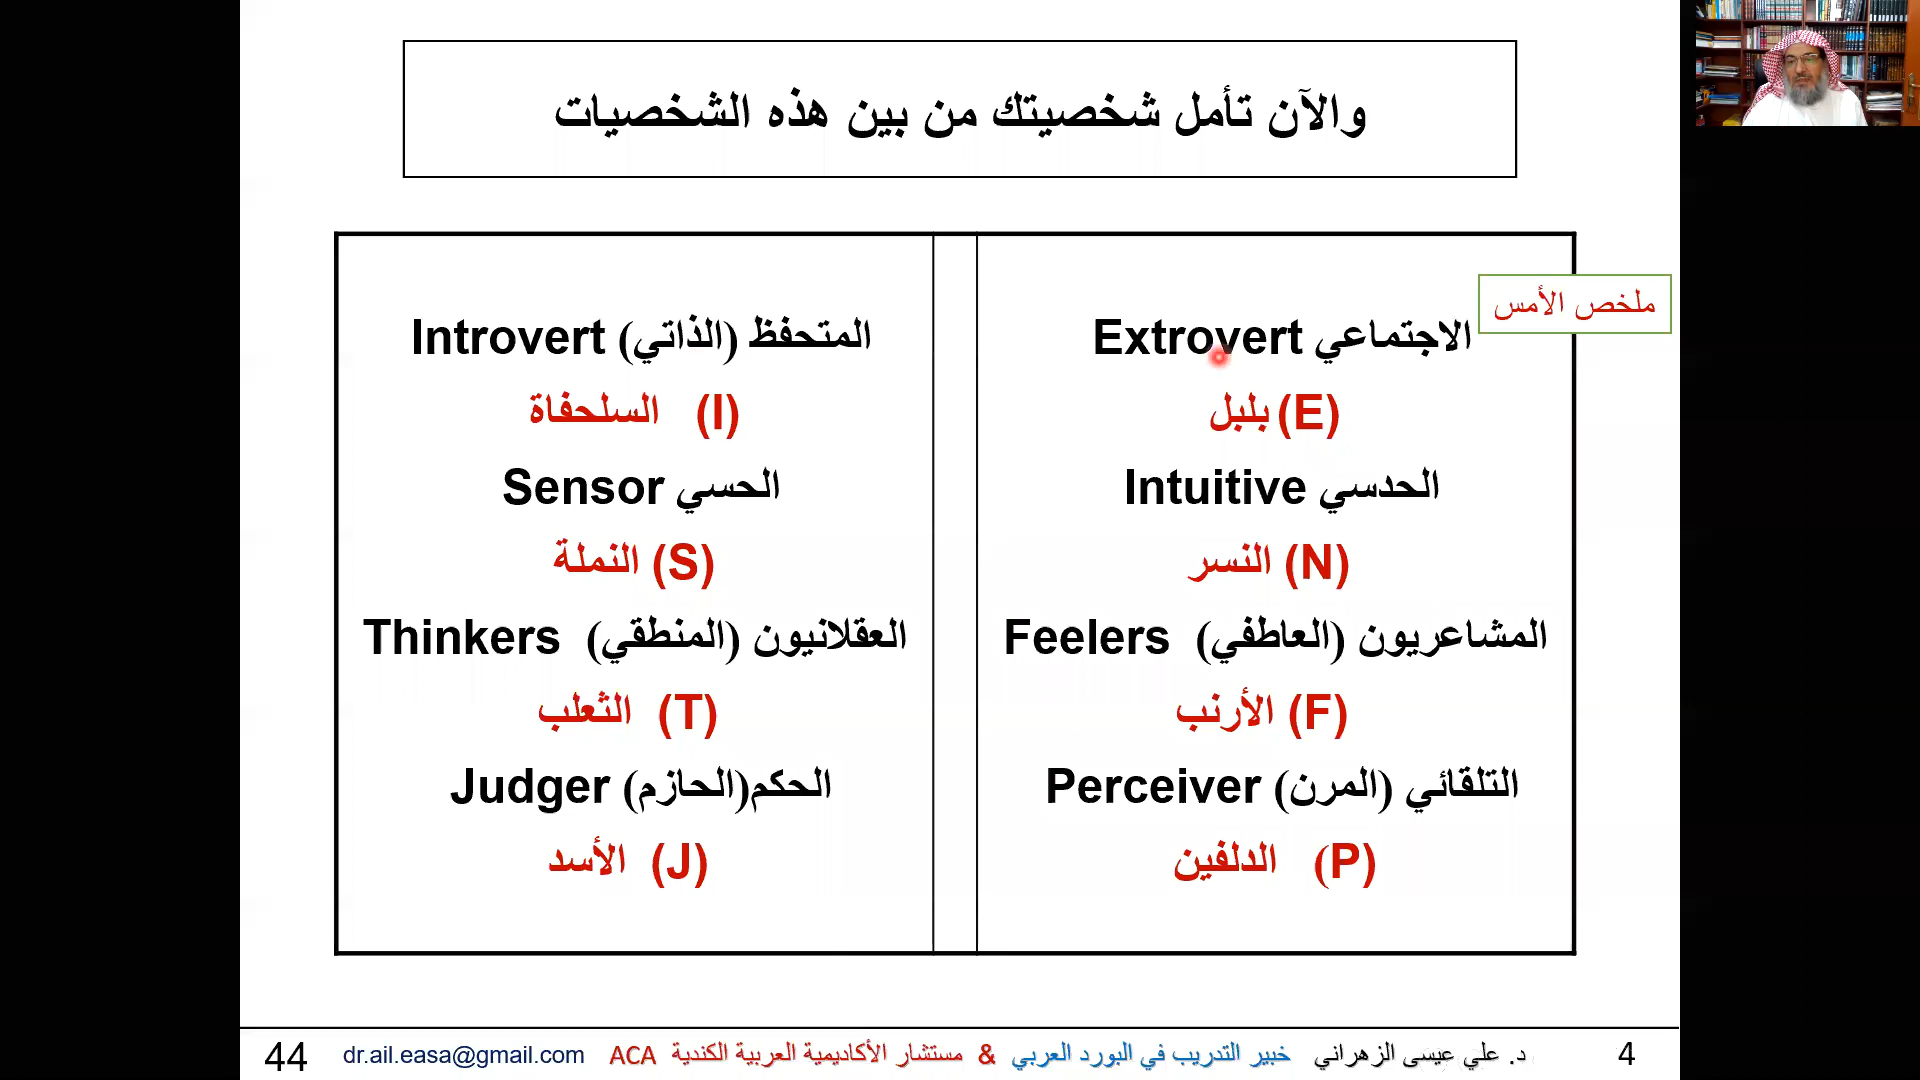 والآن تأمل شخصيتك من بين هذه الشخصيات
ملخص الأمس
الاجتماعي Extrovert
(E) بلبل
الحدسي Intuitive
(N) النسر
المشاعريون (العاطفي) Feelers
(F) الأرنب
التلقائي (المرن) Perceiver
(P) الدلفين
المتحفظ (الذاتي) Introvert
(I) السلحفاة
الحسي Sensor
(S) النملة
العقلانيون (المنطقي) Thinkers
(T) الثعلب
الحكم(الحازم) Judger
(J) الأسد
4
د. علي عيسى الزهراني خبير التدريب في البورد العربي & مستشار الأكاديمية العربية الكندية ACA dr.ail.easa@gmail.com
44